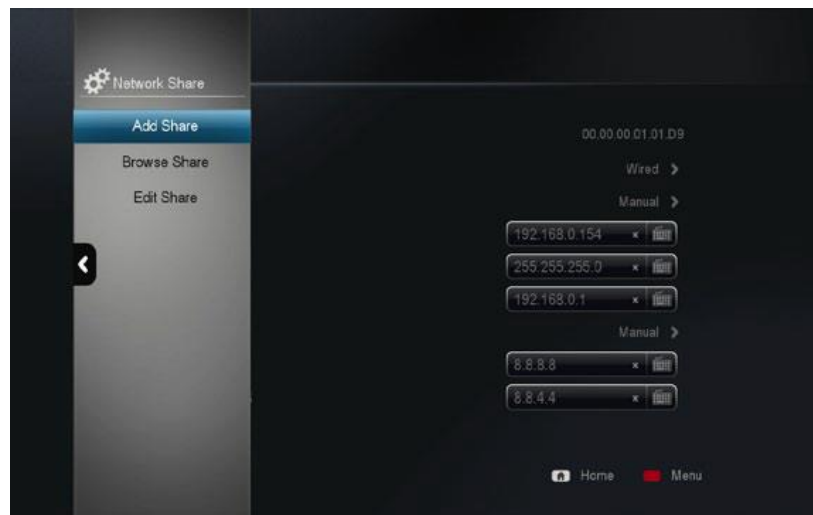 Network Share
Add Share
Browse Share
Edit Share
00.00.00.01.01.D9
Wired
Manual
192.168.0.154
255.255.255.0
192.168.0.1
Manual
8.8.8.8
8.8.4.4
Home Menu